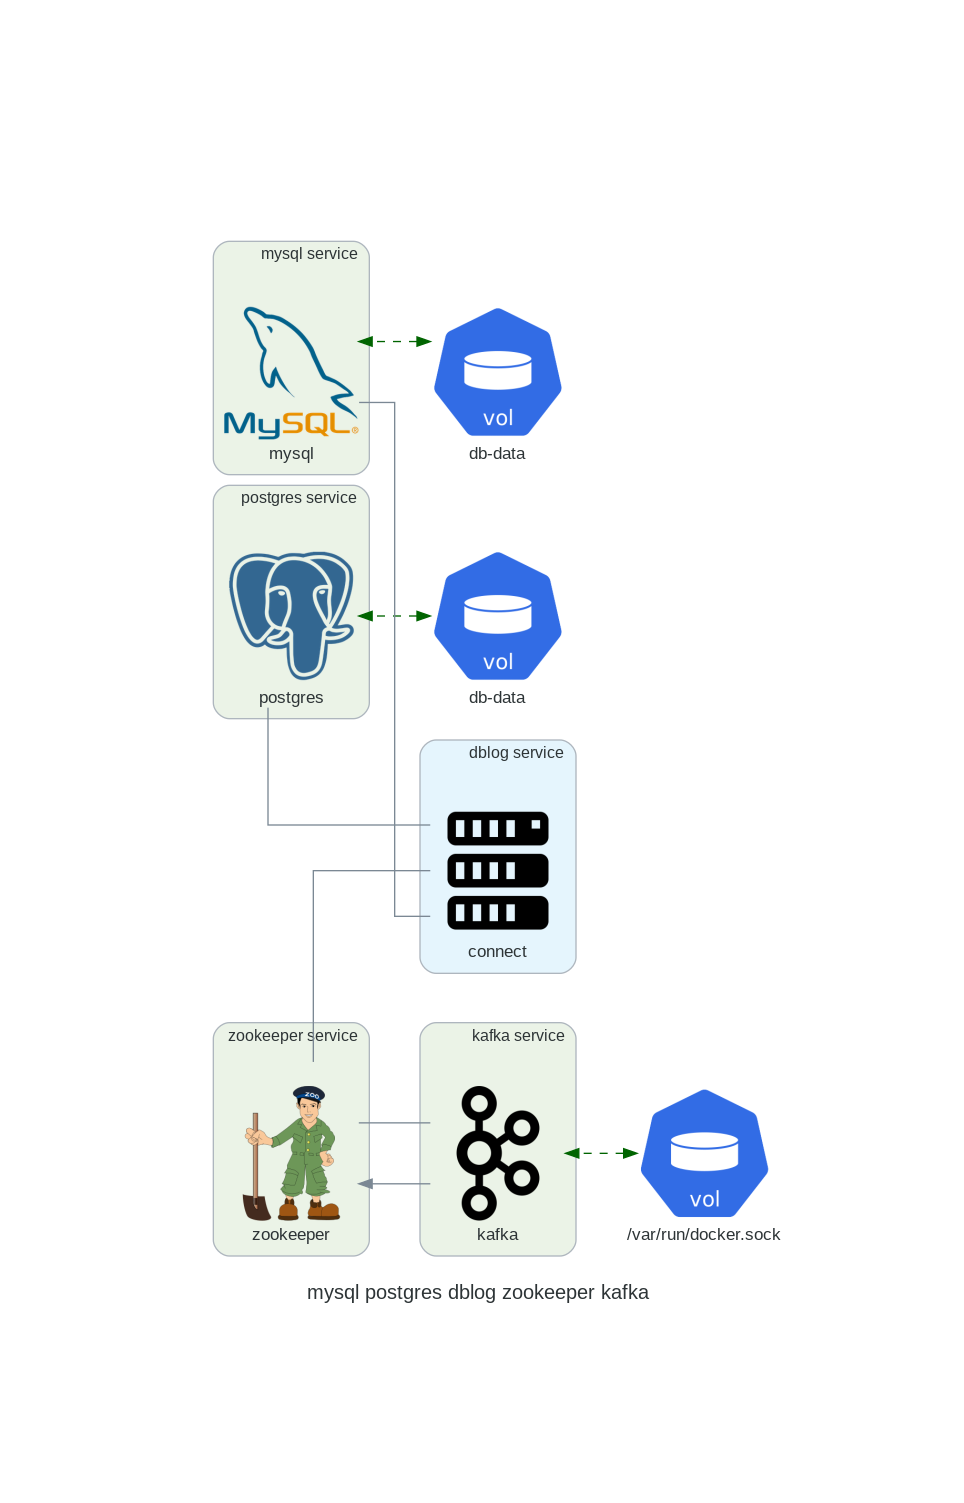 mysql service
MySQL®
mysql
vol
db-data
postgres service
postgres
vol
db-data
dblog service
connect
zookeeper service
ZOO
zookeeper
kafka service
kafka
vol
/var/run/docker.sock
mysql postgres dblog zookeeper kafka